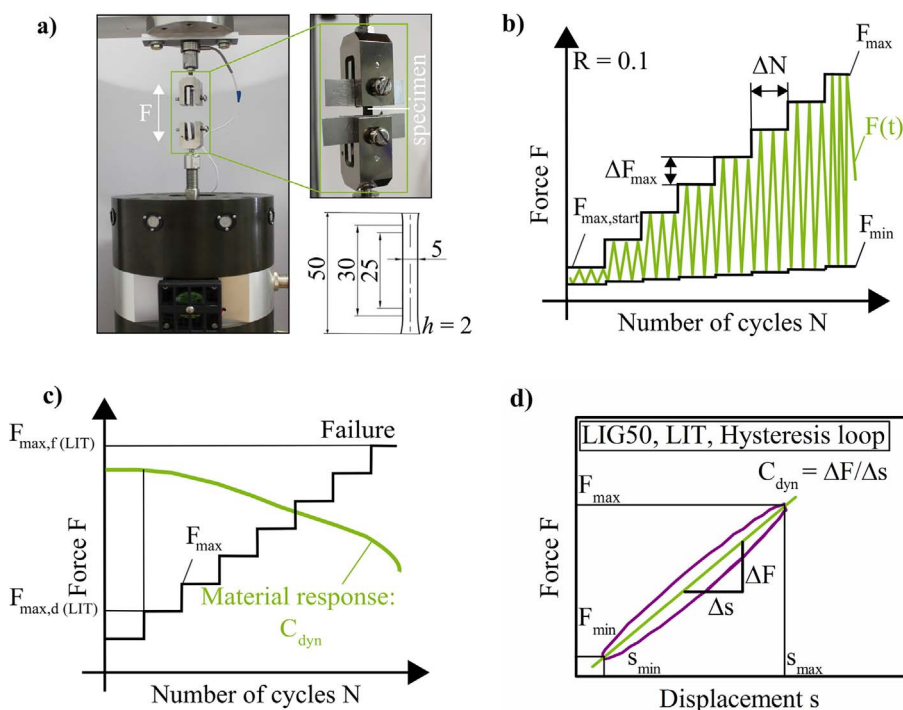 a)
F
specimen
50
30
25
5
h = 2
b)
R = 0.1
ΔN
F_max
ΔF_max
F(t)
F_max,start
F_min
Force F
Number of cycles N
c)
F_max,f (LIT)
Failure
F_max
F_max,d (LIT)
Material response:
C_dyn
Force F
Number of cycles N
d)
LIG50, LIT, Hysteresis loop
C_dyn = ΔF/Δs
F_max
ΔF
Δs
F_min
s_min
s_max
Force F
Displacement s